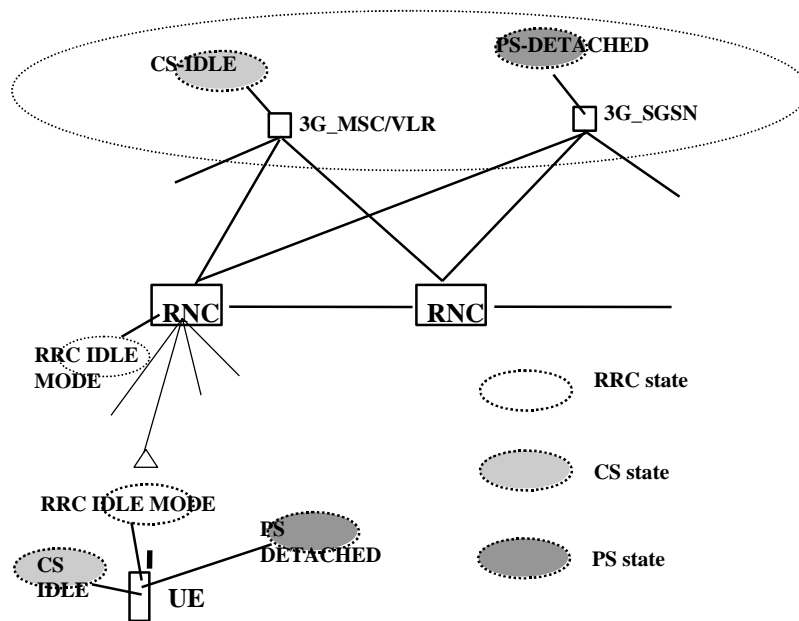 CS-IDLE
PS-DETACHED
3G_MSC/VLR
3G_SGSN
RNC
RNC
RRC IDLE
MODE
RRC state
CS state
PS state
RRC IDLE MODE
PS
DETACHED
CS
IDLE
UE